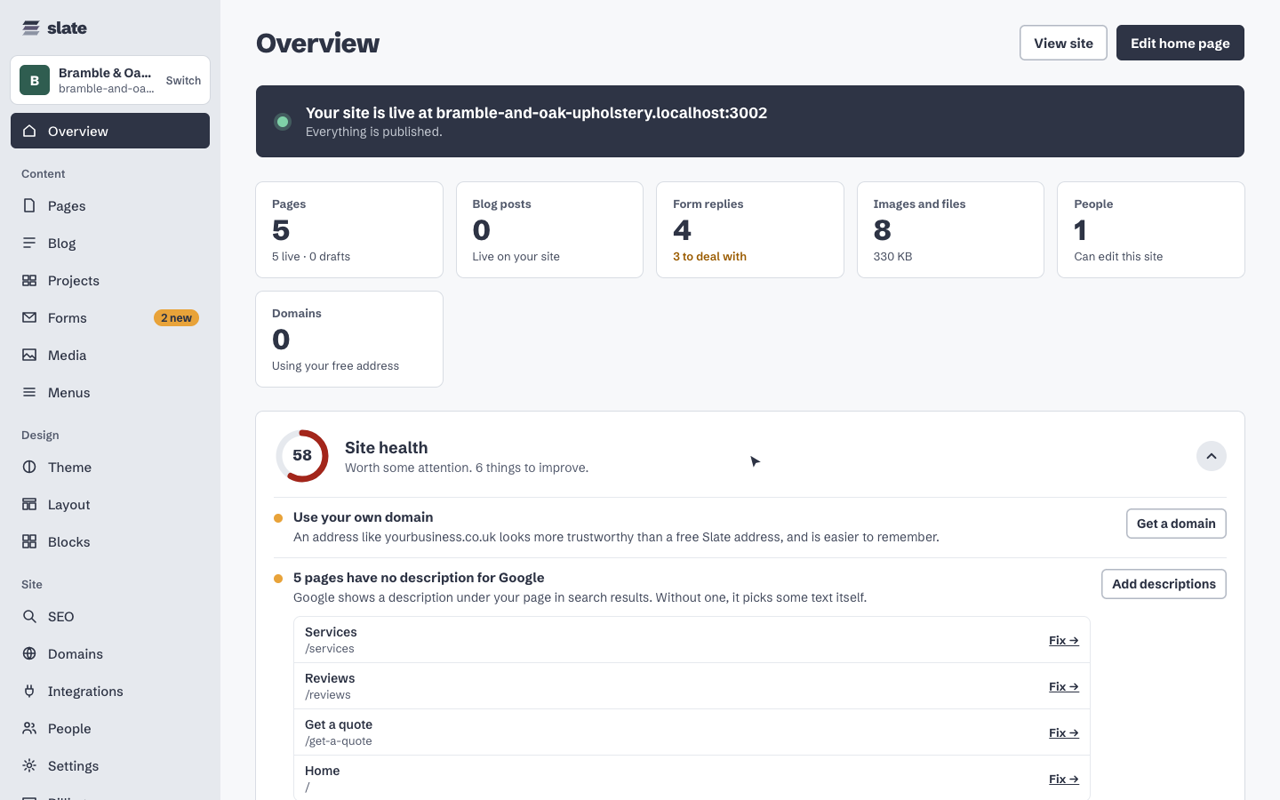 slate
B
Bramble & Oa...
bramble-and-oa...
Switch
Overview
Content
Pages
Blog
Projects
Forms
2 new
Media
Menus
Design
Theme
Layout
Blocks
Site
SEO
Domains
Integrations
People
Settings
Overview
View site
Edit home page
Your site is live at bramble-and-oak-upholstery.localhost:3002
Everything is published.
Pages
5
5 live · 0 drafts
Blog posts
0
Live on your site
Form replies
4
3 to deal with
Images and files
8
330 KB
People
1
Can edit this site
Domains
0
Using your free address
58
Site health
Worth some attention. 6 things to improve.
Use your own domain
An address like yourbusiness.co.uk looks more trustworthy than a free Slate address, and is easier to remember.
Get a domain
5 pages have no description for Google
Google shows a description under your page in search results. Without one, it picks some text itself.
Add descriptions
Services
/services
Fix →
Reviews
/reviews
Fix →
Get a quote
/get-a-quote
Fix →
Home
/
Fix →